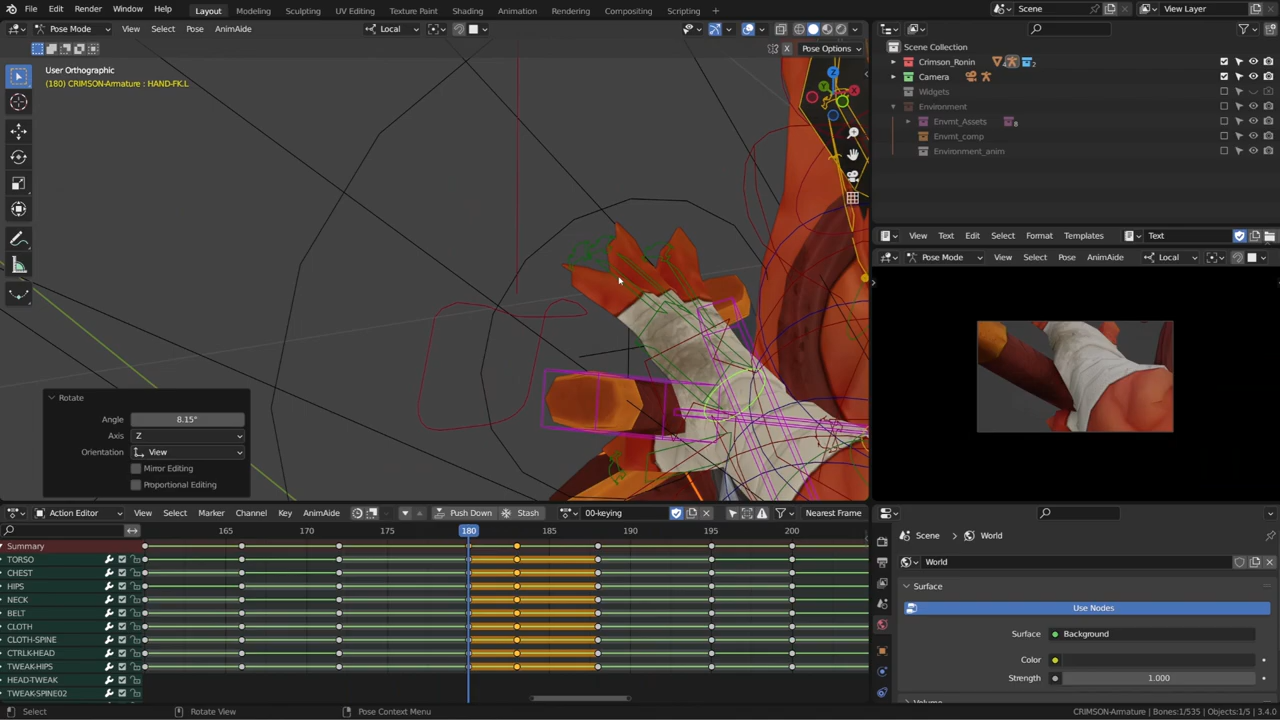 File Edit Render Window Help Layout Modeling Sculpting UV Editing Texture Paint Shading Animation Rendering Compositing Scripting Scene View Layer
Pose Mode View Select Pose AnimAide Local
Pose Options
User Orthographic
(180) CRIMSON-Armature : HAND-FK.L
Scene Collection
Crimson_Ronin
Camera
Widgets
Environment
Envmt_Assets
Envmt_comp
Environment_anim
View Text Edit Select Format Templates Text
Pose Mode View Select Pose AnimAide Local
Rotate
Angle 8.15°
Axis Z
Orientation View
Mirror Editing
Proportional Editing
Action Editor View Select Marker Channel Key AnimAide Push Down Stash 00-keying Nearest Frame
165 170 175 180 185 190 195 200
Summary
TORSO
CHEST
HIPS
NECK
BELT
CLOTH
CLOTH-SPINE
CTRLK-HEAD
TWEAK-HIPS
HEAD-TWEAK
TWEAK-SPINE02
Scene World
World
Surface
Use Nodes
Surface Background
Color
Strength 1.000
Select Rotate View Pose Context Menu CRIMSON-Armature | Bones:1/535 | Objects:1/5 | 3.4.0